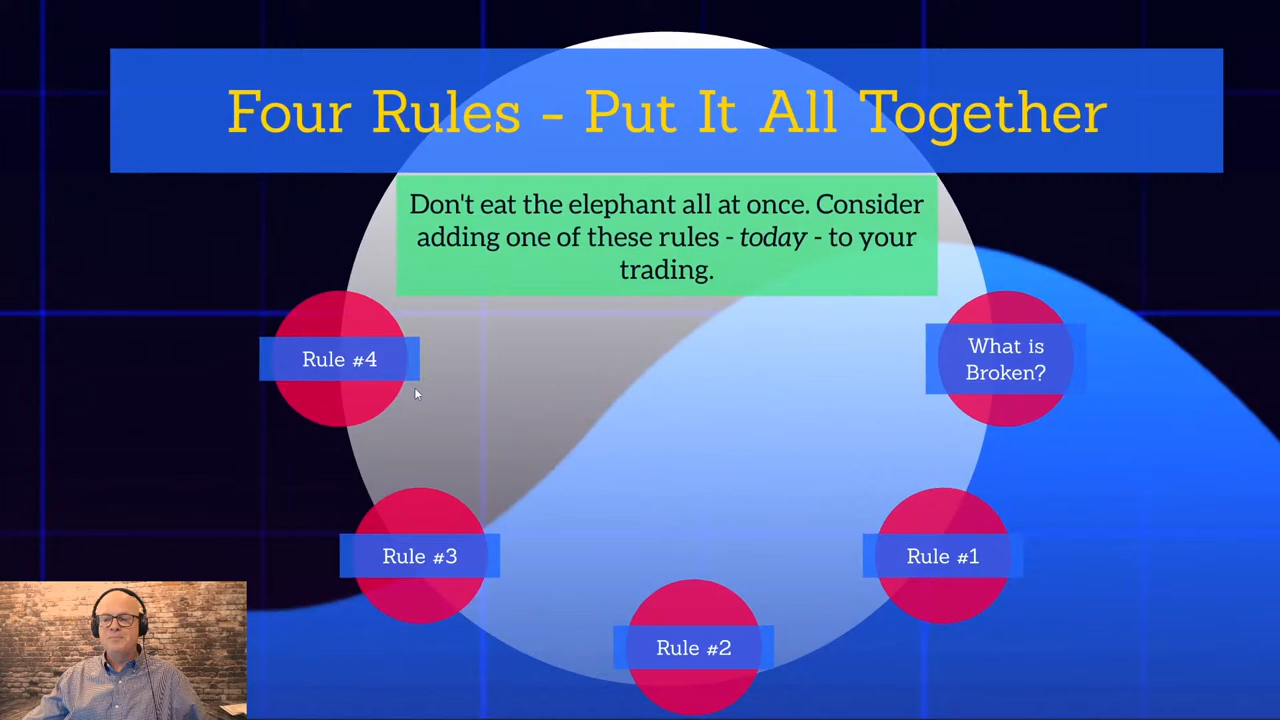 Four Rules - Put It All Together
Don't eat the elephant all at once. Consider
adding one of these rules - today - to your
trading.
What is
Broken?
Rule #1
Rule #2
Rule #3
Rule #4